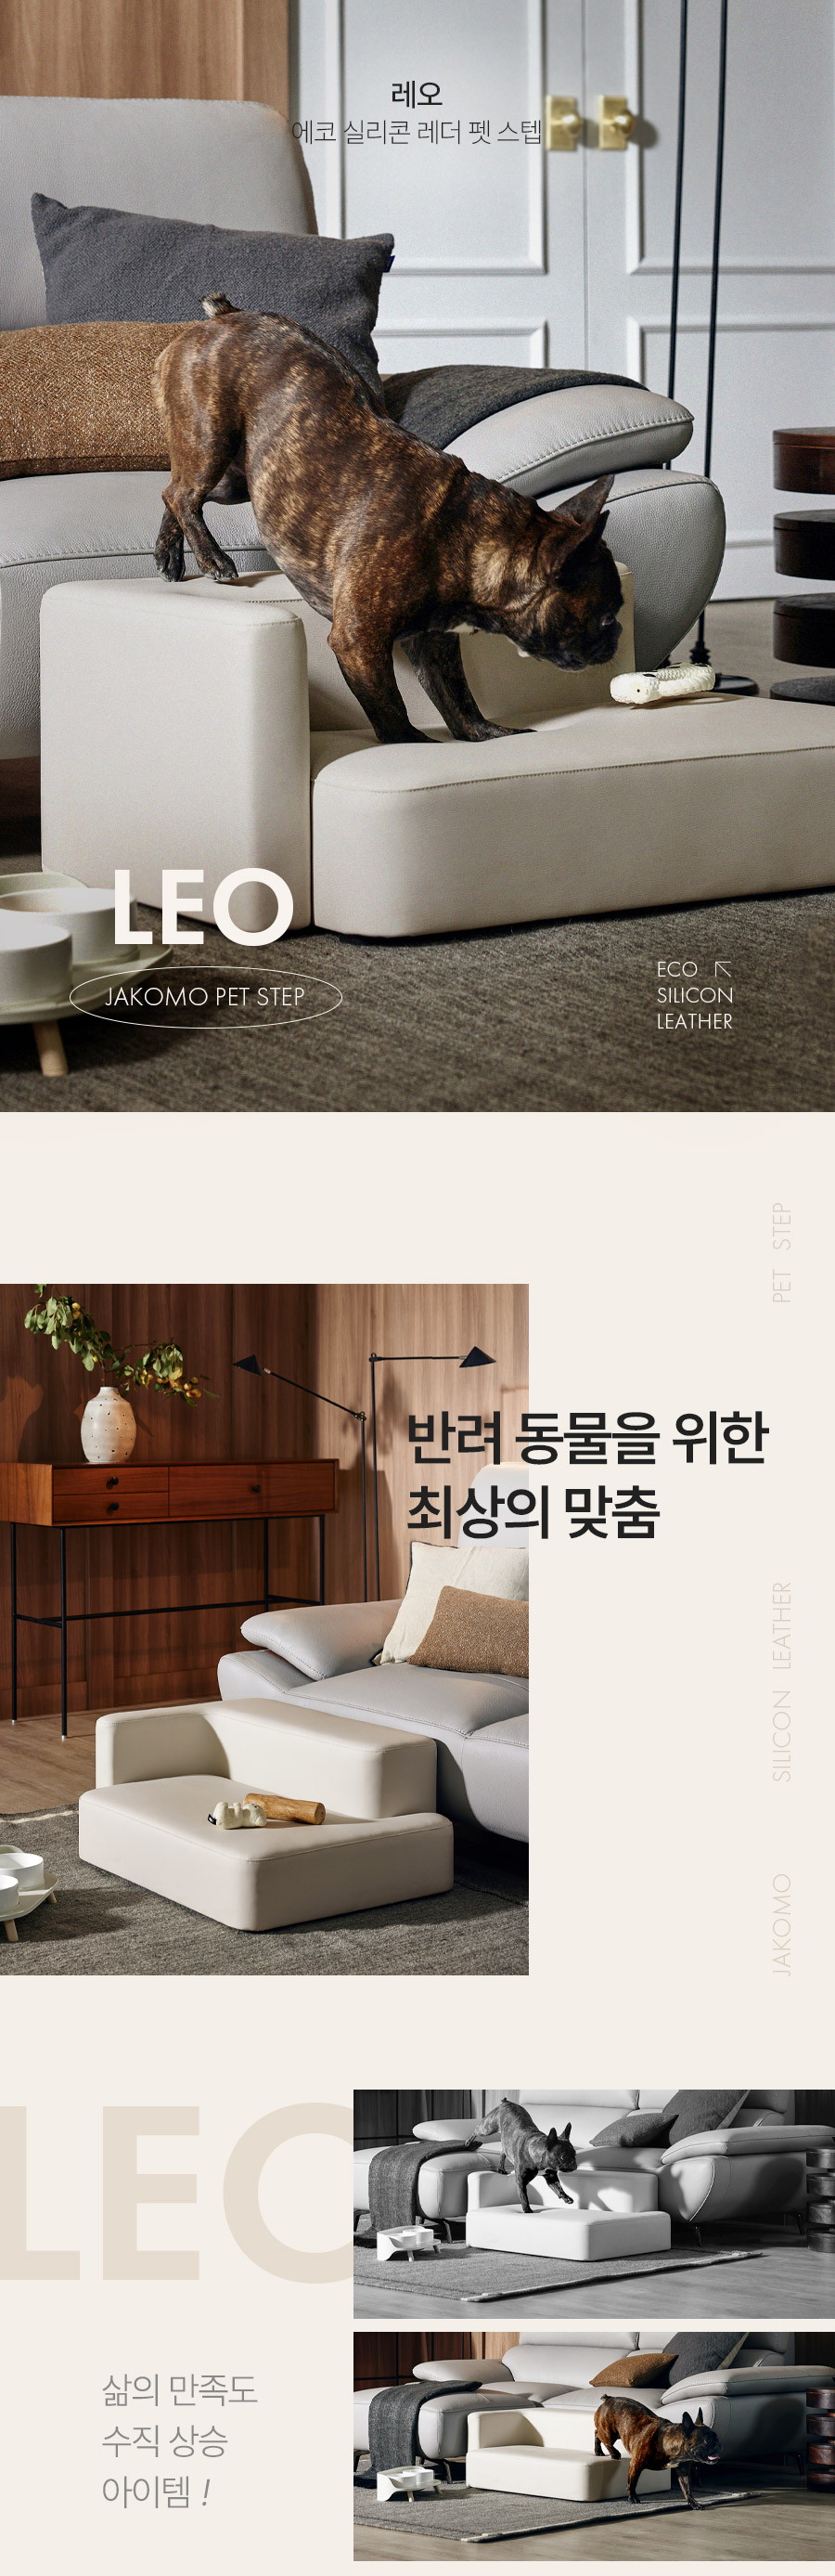 레오
에코 실리콘 레더 펫 스텝
LEO
JAKOMO PET STEP
ECO
SILICON
LEATHER
PET STEP
반려 동물을 위한
최상의 맞춤
SILICON LEATHER
JAKOMO
LEO
삶의 만족도
수직 상승
아이템 !